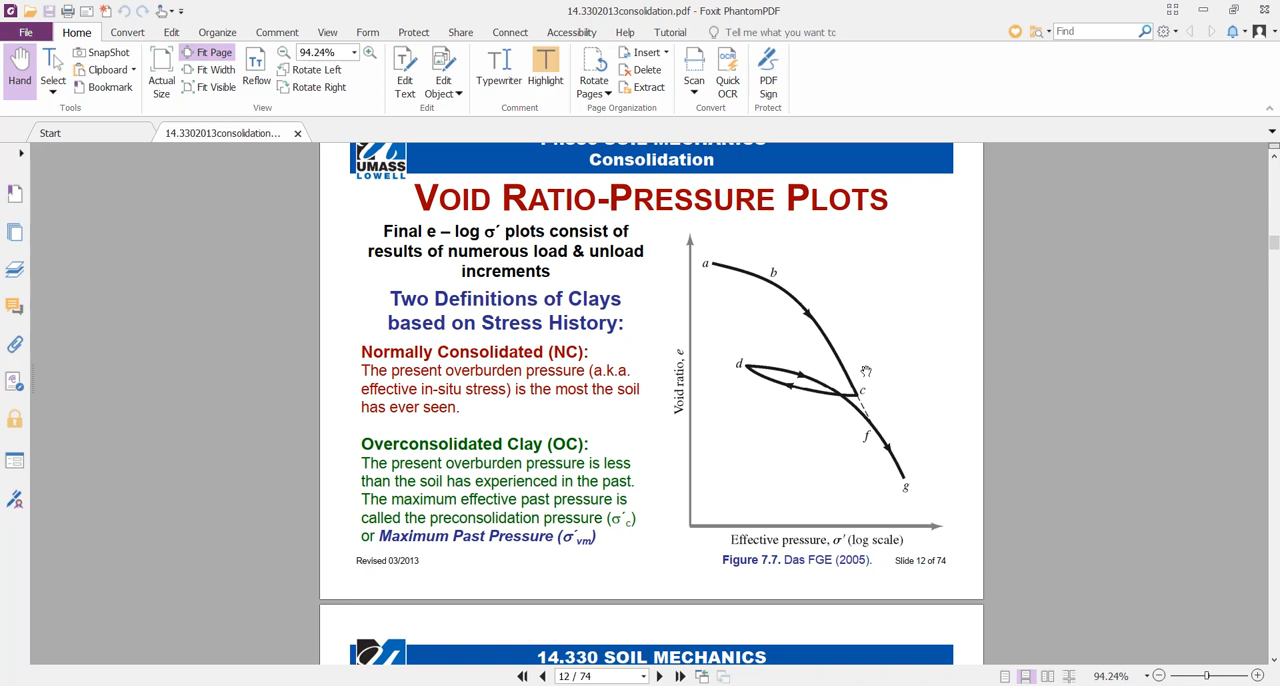 14.3302013consolidation.pdf - Foxit PhantomPDF
File Home Convert Edit Organize Form Comment View Protect Share Connect Accessibility Help Tutorial Tell me what you want tc Find
Hand
Select
SnapShot
Clipboard
Bookmark
Tools
Actual Size
Fit Page
Fit Width
Fit Visible
Reflow
94.24%
Rotate Left
Rotate Right
View
Edit Text
Edit Object
Edit
Typewriter
Highlight
Comment
Rotate Pages
Insert
Delete
Extract
Page Organization
Scan
Quick OCR
Convert
PDF Sign
Protect
Start
14.3302013consolidation...
UMASS
LOWELL
14.330 SOIL MECHANICS
Consolidation
VOID RATIO-PRESSURE PLOTS
Final e – log σ´ plots consist of
results of numerous load & unload
increments
Two Definitions of Clays
based on Stress History:
Normally Consolidated (NC):
The present overburden pressure (a.k.a.
effective in-situ stress) is the most the soil
has ever seen.
Overconsolidated Clay (OC):
The present overburden pressure is less
than the soil has experienced in the past.
The maximum effective past pressure is
called the preconsolidation pressure (σ´c)
or Maximum Past Pressure (σ´vm)
Void ratio, e
a
b
d
c
f
g
Effective pressure, σ′ (log scale)
Figure 7.7. Das FGE (2005).
Revised 03/2013
Slide 12 of 74
14.330 SOIL MECHANICS
12 / 74
94.24%